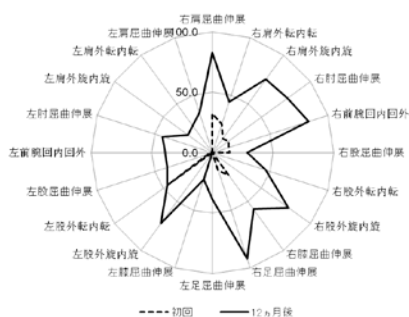 右肩屈曲伸展
右肩外転内転
右肩外旋内旋
右肘屈曲伸展
右前腕回内回外
右股屈曲伸展
右股外転内転
右股外旋内旋
右膝屈曲伸展
右足屈曲伸展
左足屈曲伸展
左膝屈曲伸展
左股外旋内旋
左股外転内転
左股屈曲伸展
左前腕回内回外
左肘屈曲伸展
左肩外旋内旋
左肩外転内転
左肩屈曲伸展
100.0
50.0
0.0
初回
12ヵ月後